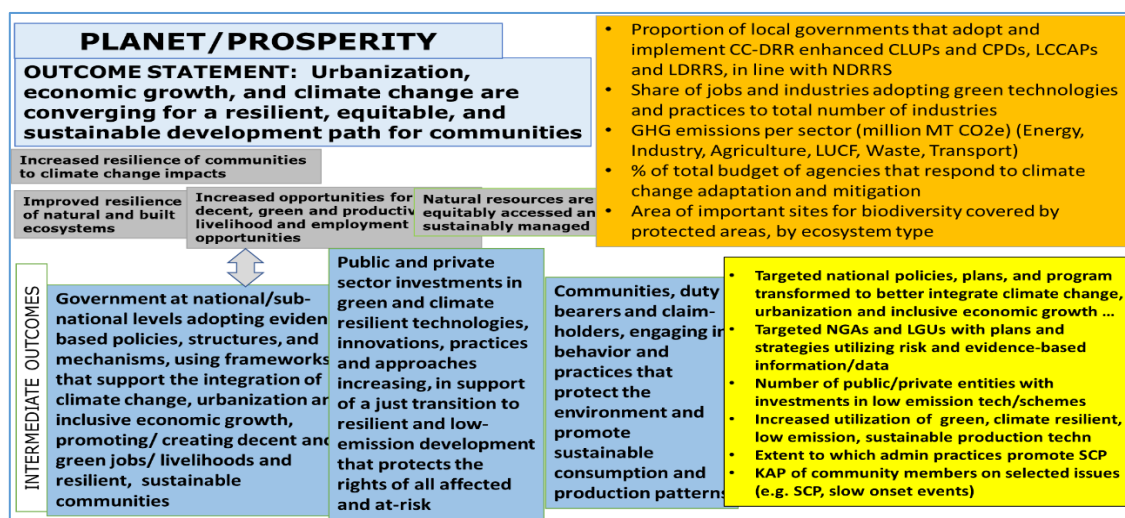 PLANET/PROSPERITY
OUTCOME STATEMENT: Urbanization,
economic growth, and climate change are
converging for a resilient, equitable, and
sustainable development path for communities
• Proportion of local governments that adopt and
implement CC-DRR enhanced CLUPs and CPDs, LCCAPs
and LDRRS, in line with NDRRS
• Share of jobs and industries adopting green technologies
and practices to total number of industries
• GHG emissions per sector (million MT CO2e) (Energy,
Industry, Agriculture, LUCF, Waste, Transport)
• % of total budget of agencies that respond to climate
change adaptation and mitigation
• Area of important sites for biodiversity covered by
protected areas, by ecosystem type
Increased resilience of communities
to climate change impacts
Improved resilience
of natural and built
ecosystems
Increased opportunities for
decent, green and productiv
livelihood and employment
opportunities
Natural resources are
equitably accessed an
sustainably managed
INTERMEDIATE OUTCOMES
Government at national/sub-
national levels adopting eviden
based policies, structures, and
mechanisms, using frameworks
that support the integration of
climate change, urbanization an
inclusive economic growth,
promoting/ creating decent and
green jobs/ livelihoods and
resilient, sustainable
communities
Public and private
sector investments in
green and climate
resilient technologies,
innovations, practices
and approaches
increasing, in support
of a just transition to
resilient and low-
emission development
that protects the
rights of all affected
and at-risk
Communities, duty
bearers and claim-
holders, engaging in
behavior and
practices that
protect the
environment and
promote
sustainable
consumption and
production patterns
• Targeted national policies, plans, and program
transformed to better integrate climate change,
urbanization and inclusive economic growth ...
• Targeted NGAs and LGUs with plans and
strategies utilizing risk and evidence-based
information/data
• Number of public/private entities with
investments in low emission tech/schemes
• Increased utilization of green, climate resilient,
low emission, sustainable production techn
• Extent to which admin practices promote SCP
• KAP of community members on selected issues
(e.g. SCP, slow onset events)